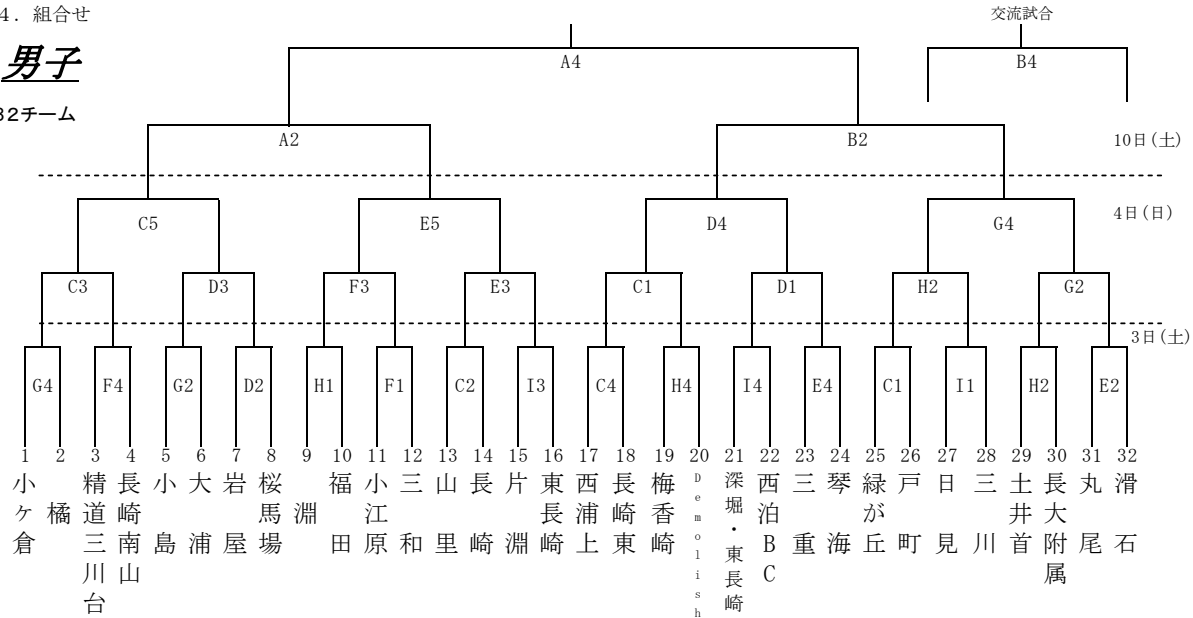 4．組合せ
交流試合
男子
A4
B4
32チーム
A2
B2
10日(土)
C5
E5
D4
G4
4日(日)
C3
D3
F3
E3
C1
D1
H2
G2
3日(土)
G4
F4
G2
D2
H1
F1
C2
I3
C4
H4
I4
E4
C1
I1
H2
E2
1 2 3 4 5 6 7 8 9 10 11 12 13 14 15 16 17 18 19 20 21 22 23 24 25 26 27 28 29 30 31 32
小ケ倉
橘
精道三川台
長崎南山
小島
大浦
岩屋
桜馬場
淵
福田
小江原
三和
山里
長崎
片淵
東長崎
西浦上
長崎東
梅香崎
Demolish
深堀・東長崎
西泊BC
三重
琴海
緑が丘
戸町
日見
三川
土井首
長大附属
丸尾
滑石